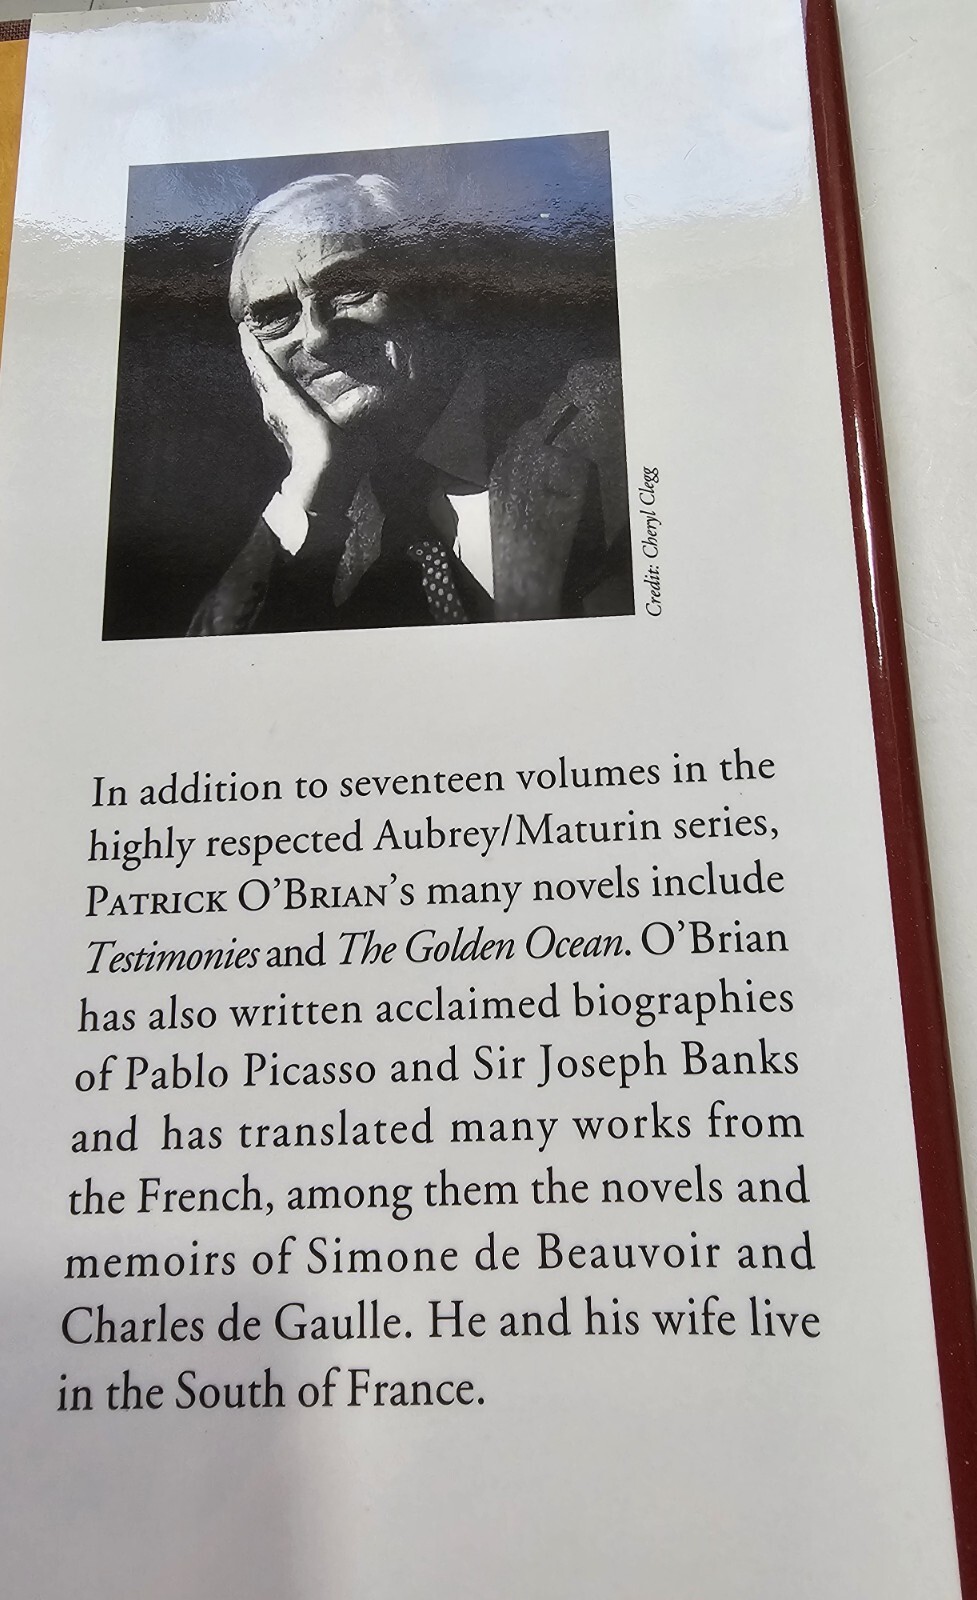 Credit: Cheryl Clegg
In addition to seventeen volumes in the
highly respected Aubrey/Maturin series,
PATRICK O'BRIAN's many novels include
Testimonies and The Golden Ocean. O'Brian
has also written acclaimed biographies
of Pablo Picasso and Sir Joseph Banks
and has translated many works from
the French, among them the novels and
memoirs of Simone de Beauvoir and
Charles de Gaulle. He and his wife live
in the South of France.